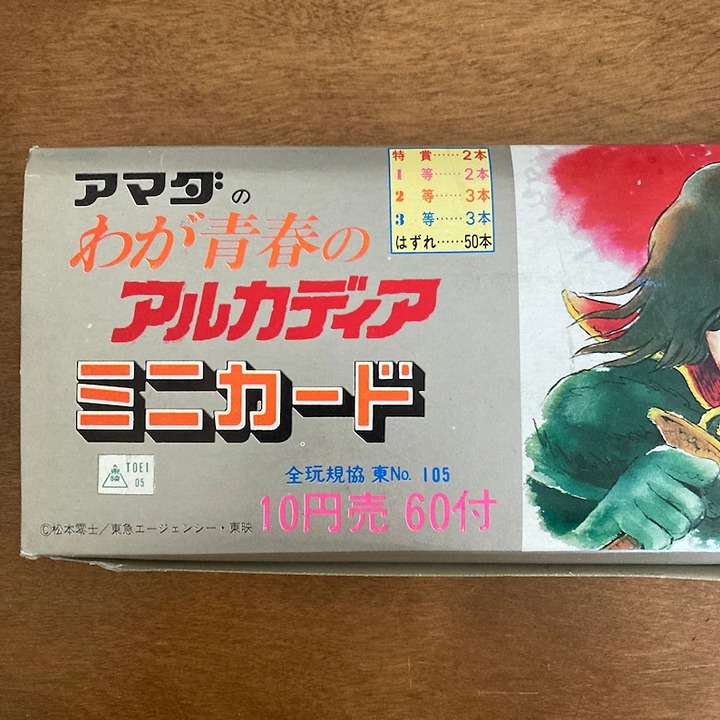 アマダの
わが青春の
アルカディア
ミニカード
特賞……2本
1等……2本
2等……3本
3等……3本
はずれ……50本
東映
TOEI
05
全玩規協 東No. 105
10円売 60付
©松本零士／東急エージェンシー・東映